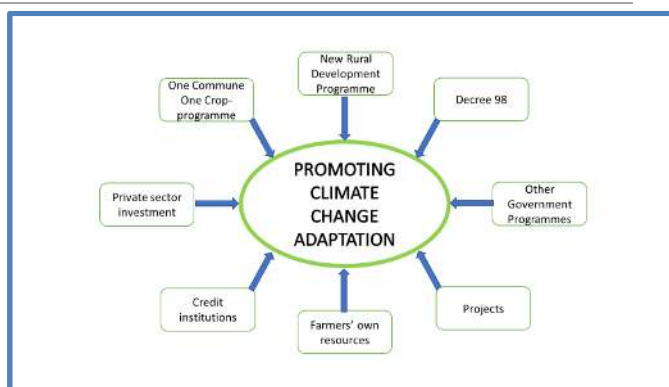 New Rural
Development
Programme
One Commune
One Crop-
programme
Decree 98
PROMOTING
CLIMATE
CHANGE
ADAPTATION
Private sector
investment
Other
Government
Programmes
Credit
institutions
Farmers' own
resources
Projects